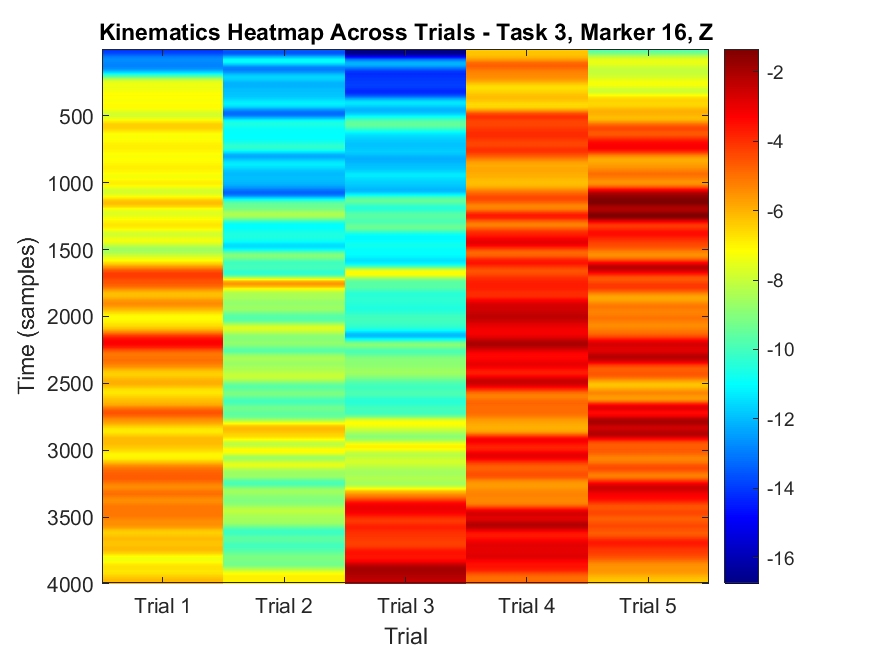 Kinematics Heatmap Across Trials - Task 3, Marker 16, Z
Time (samples)
500
1000
1500
2000
2500
3000
3500
4000
Trial 1
Trial 2
Trial 3
Trial 4
Trial 5
Trial
-2
-4
-6
-8
-10
-12
-14
-16